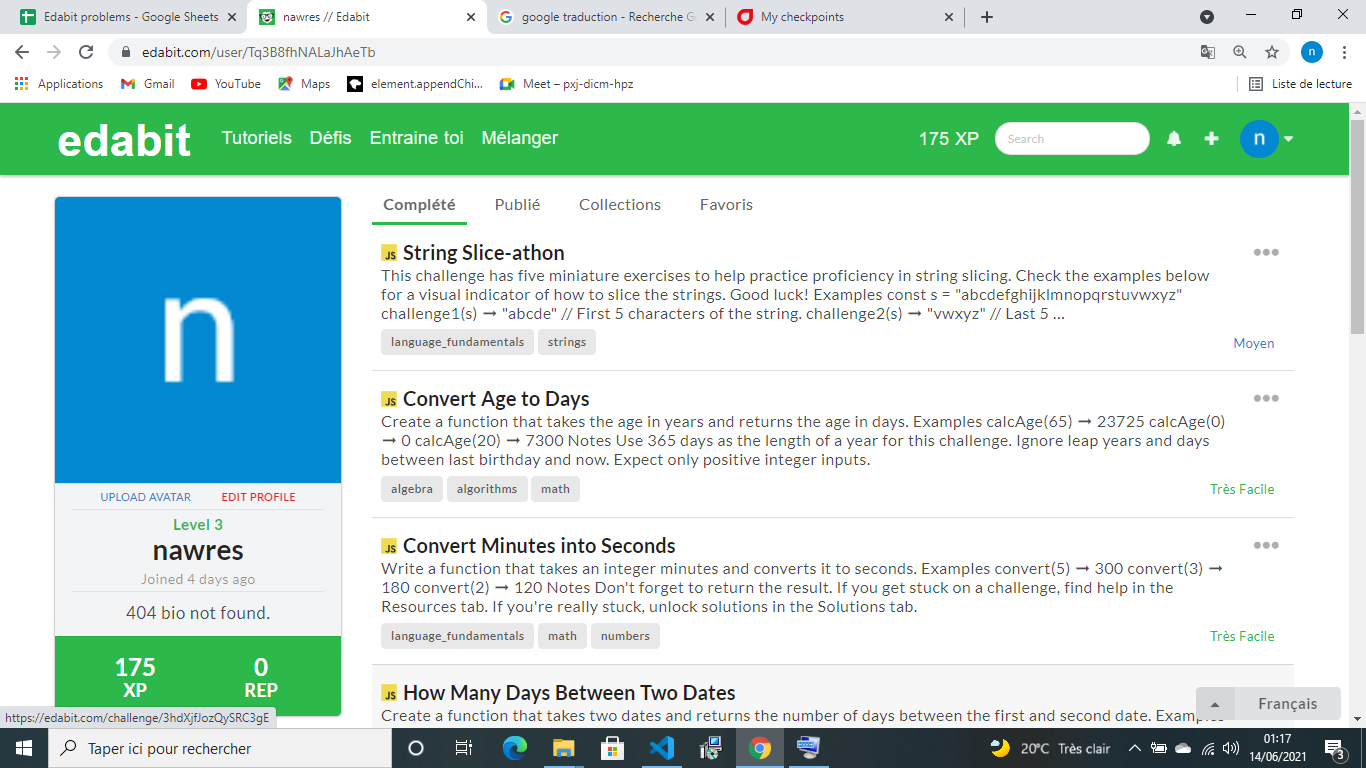 Edabit problems - Google Sheets
nawres // Edabit
google traduction - Recherche G
My checkpoints
edabit.com/user/Tq3B8fhNALaJhAeTb
n
Applications
Gmail
YouTube
Maps
element.appendChi...
Meet – pxj-dicm-hpz
Liste de lecture
edabit
Tutoriels
Défis
Entraine toi
Mélanger
175 XP
Search
n
n
UPLOAD AVATAR
EDIT PROFILE
Level 3
nawres
Joined 4 days ago
404 bio not found.
175
XP
0
REP
Complété
Publié
Collections
Favoris
JS String Slice-athon
This challenge has five miniature exercises to help practice proficiency in string slicing. Check the examples below
for a visual indicator of how to slice the strings. Good luck! Examples const s = "abcdefghijklmnopqrstuvwxyz"
challenge1(s) ➞ "abcde" // First 5 characters of the string. challenge2(s) ➞ "vwxyz" // Last 5 ...
language_fundamentals
strings
Moyen
JS Convert Age to Days
Create a function that takes the age in years and returns the age in days. Examples calcAge(65) ➞ 23725 calcAge(0)
➞ 0 calcAge(20) ➞ 7300 Notes Use 365 days as the length of a year for this challenge. Ignore leap years and days
between last birthday and now. Expect only positive integer inputs.
algebra
algorithms
math
Très Facile
JS Convert Minutes into Seconds
Write a function that takes an integer minutes and converts it to seconds. Examples convert(5) ➞ 300 convert(3) ➞
180 convert(2) ➞ 120 Notes Don't forget to return the result. If you get stuck on a challenge, find help in the
Resources tab. If you're really stuck, unlock solutions in the Solutions tab.
language_fundamentals
math
numbers
Très Facile
JS How Many Days Between Two Dates
Create a function that takes two dates and returns the number of days between the first and second date.
Français
https://edabit.com/challenge/3hdXjfJozQySRC3gE
Taper ici pour rechercher
20°C Très clair
01:17
14/06/2021
3